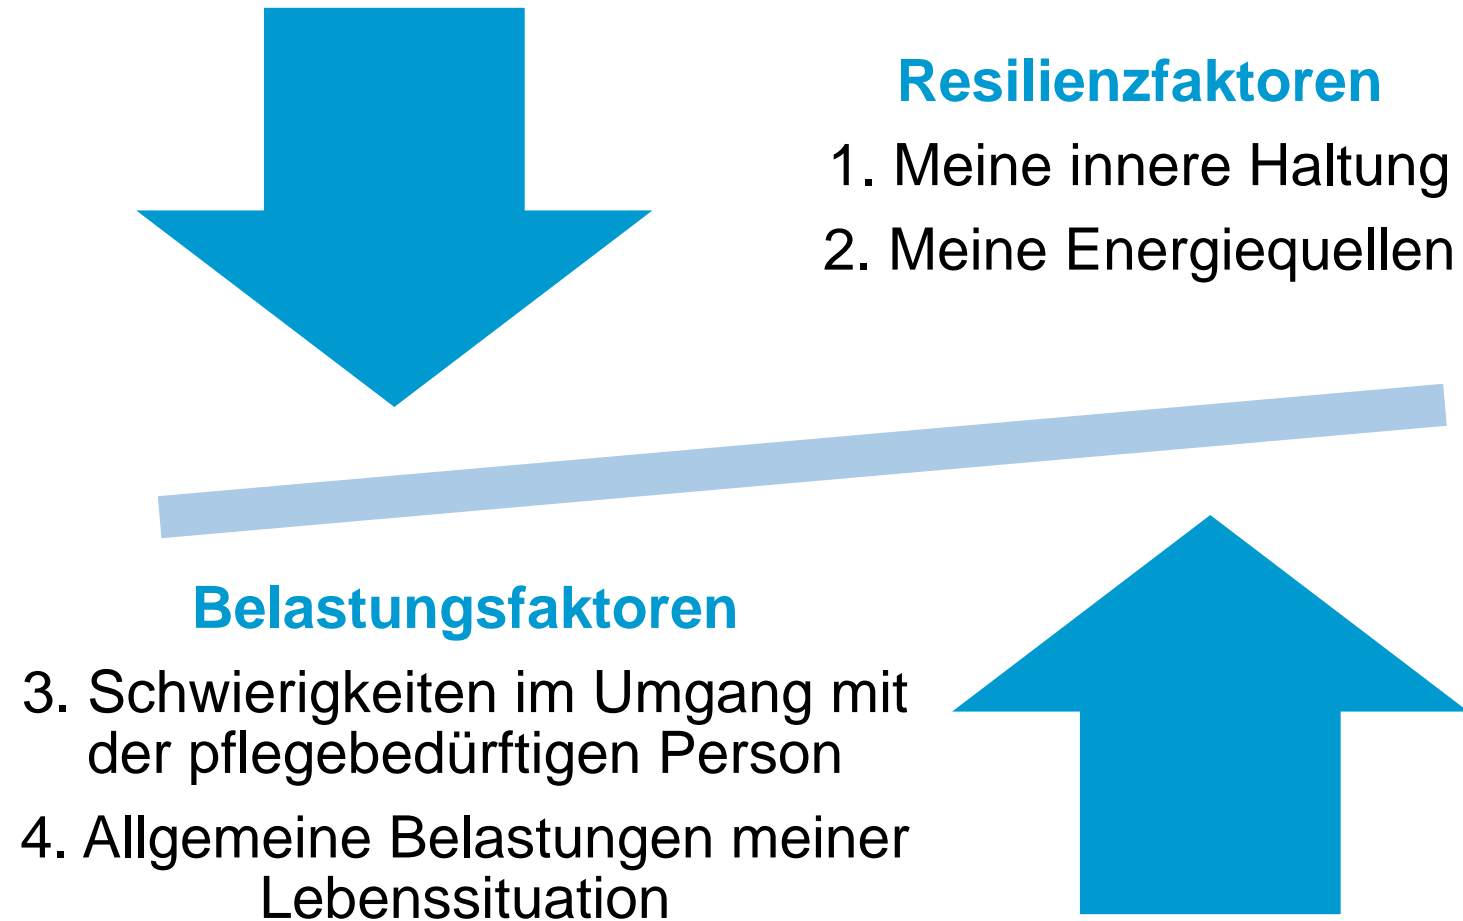 Resilienzfaktoren
1. Meine innere Haltung
2. Meine Energiequellen
Belastungsfaktoren
3. Schwierigkeiten im Umgang mit
der pflegebedürftigen Person
4. Allgemeine Belastungen meiner
Lebenssituation